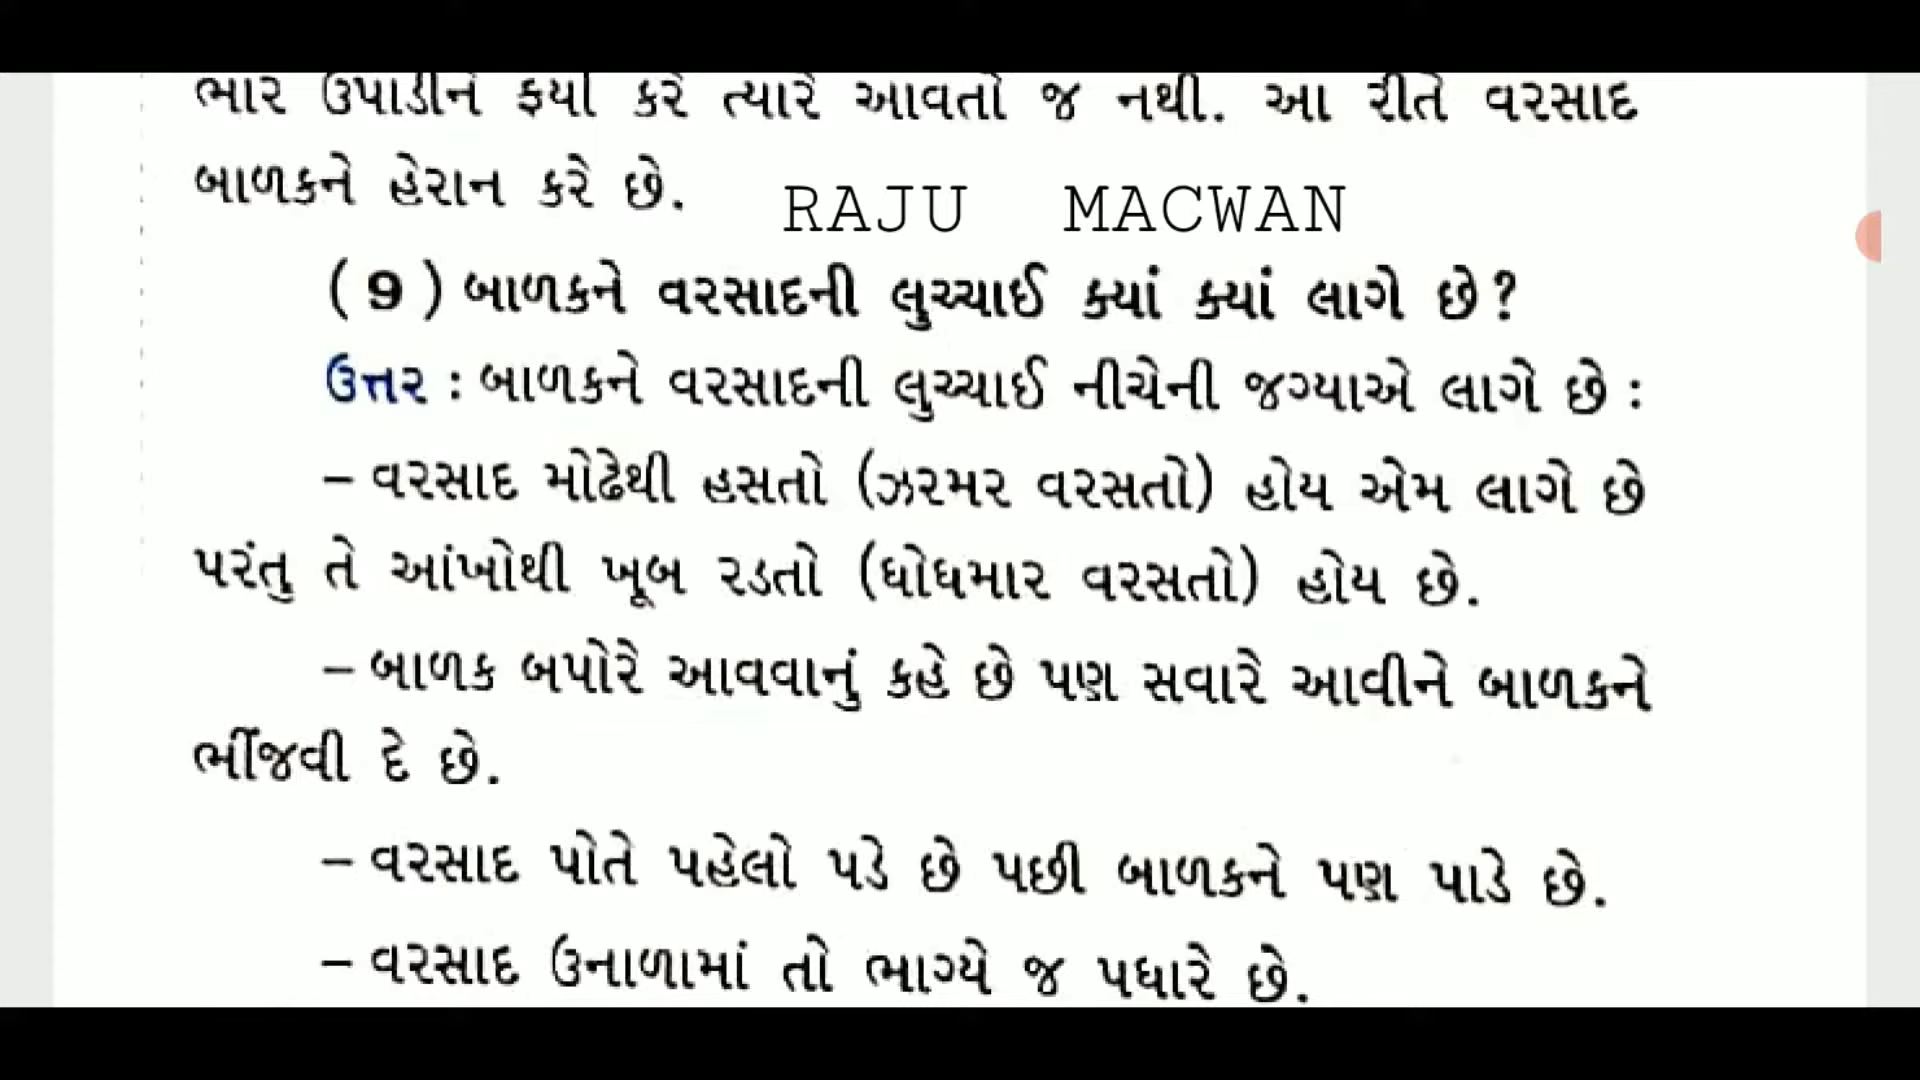 ભાર ઉપાડીને ફર્યા કરે ત્યારે આવતો જ નથી. આ રીતે વરસાદ
બાળકને હેરાન કરે છે.
RAJU MACWAN
(9) બાળકને વરસાદની લુચ્ચાઈ ક્યાં ક્યાં લાગે છે?
ઉત્તર : બાળકને વરસાદની લુચ્ચાઈ નીચેની જગ્યાએ લાગે છે :
– વરસાદ મોઢેથી હસતો (ઝરમર વરસતો) હોય એમ લાગે છે
પરંતુ તે આંખોથી ખૂબ રડતો (ધોધમાર વરસતો) હોય છે.
– બાળક બપોરે આવવાનું કહે છે પણ સવારે આવીને બાળકને
ભીંજવી દે છે.
– વરસાદ પોતે પહેલો પડે છે પછી બાળકને પણ પાડે છે.
– વરસાદ ઉનાળામાં તો ભાગ્યે જ પધારે છે.